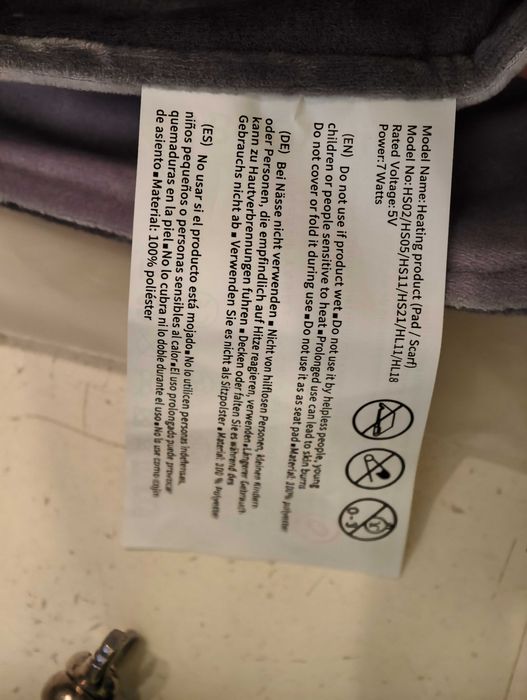 Model Name:Heating product (Pad / Scarf)
Model No:HS02/HS05/HS11/HS21/HL11/HL18
Rated Voltage:5V
Power:7 Watts
0-3
(EN) Do not use if product wet▪Do not use it by helpless people, young
children or people sensitive to heat▪Prolonged use can lead to skin burns
Do not cover or fold it during use▪Do not use it as as seat pad▪Material: 100% polyester
(DE) Bei Nässe nicht verwenden ▪ Nicht von hilflosen Personen, kleinen Kindern
oder Personen, die empfindlich auf Hitze reagieren, verwenden▪Längerer Gebrauch
kann zu Hautverbrennungen führen▪Decken oder falten Sie es während des
Gebrauchs nicht ab ▪ Verwenden Sie es nicht als Sitzpolster▪Material: 100 % Polyester
(ES) No usar si el producto está mojado▪No lo utilicen personas indefensas,
niños pequeños o personas sensibles al calor▪El uso prolongado puede provocar
quemaduras en la piel▪No lo cubra ni lo doble durante el uso▪No lo use como cojín
de asiento▪Material: 100% poliéster